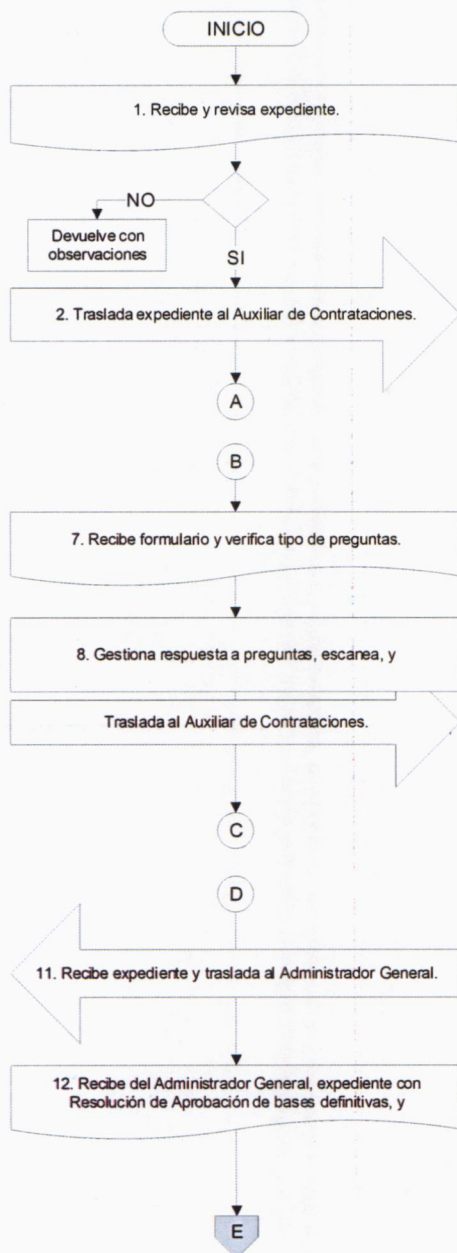 INICIO
1. Recibe y revisa expediente.
NO
Devuelve con
observaciones
SI
2. Traslada expediente al Auxiliar de Contrataciones.
A
B
7. Recibe formulario y verifica tipo de preguntas.
8. Gestiona respuesta a preguntas, escanea, y
Traslada al Auxiliar de Contrataciones.
C
D
11. Recibe expediente y traslada al Administrador General.
12. Recibe del Administrador General, expediente con
Resolución de Aprobación de bases definitivas, y
E